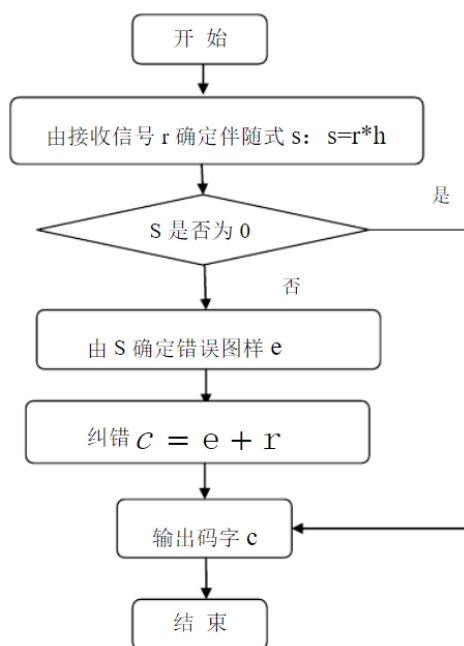 开 始
由接收信号 r 确定伴随式 s：s=r*h
是
S 是否为 0
否
由 S 确定错误图样 e
纠错 c = e + r
输出码字 c
结 束